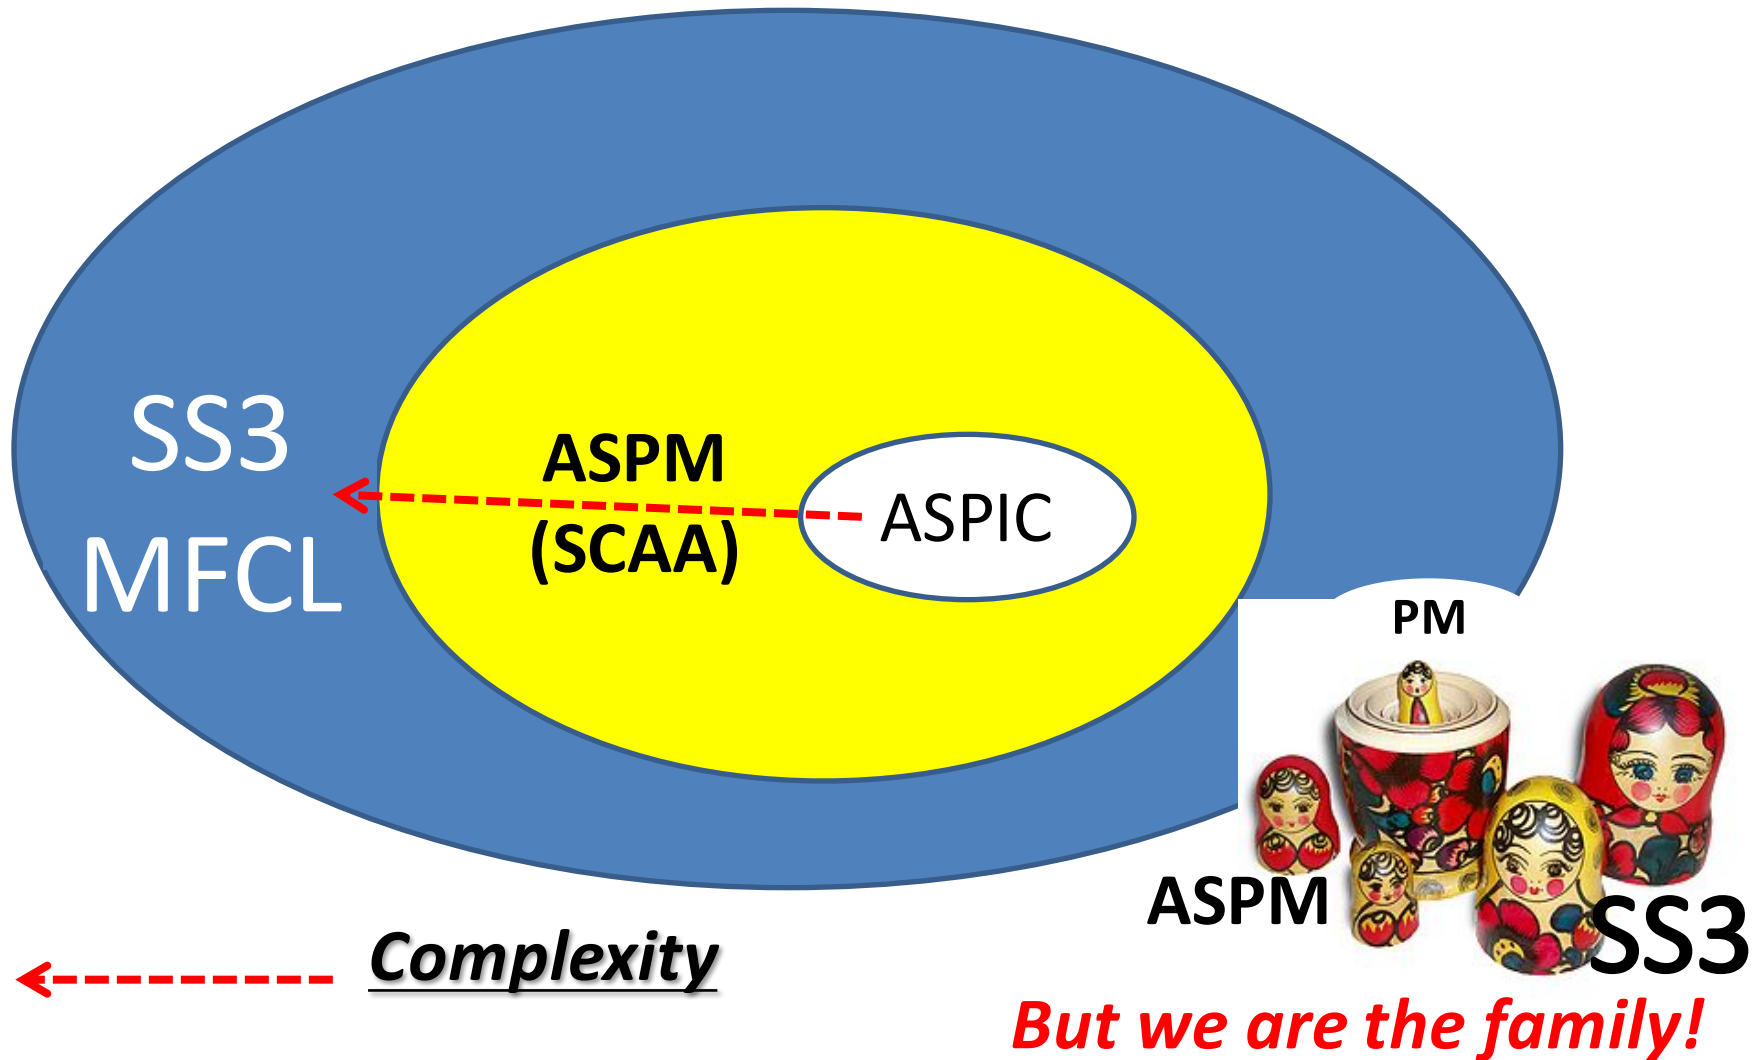 SS3
MFCL
ASPM
(SCAA)
ASPIC
PM
ASPM
SS3
Complexity
But we are the family!